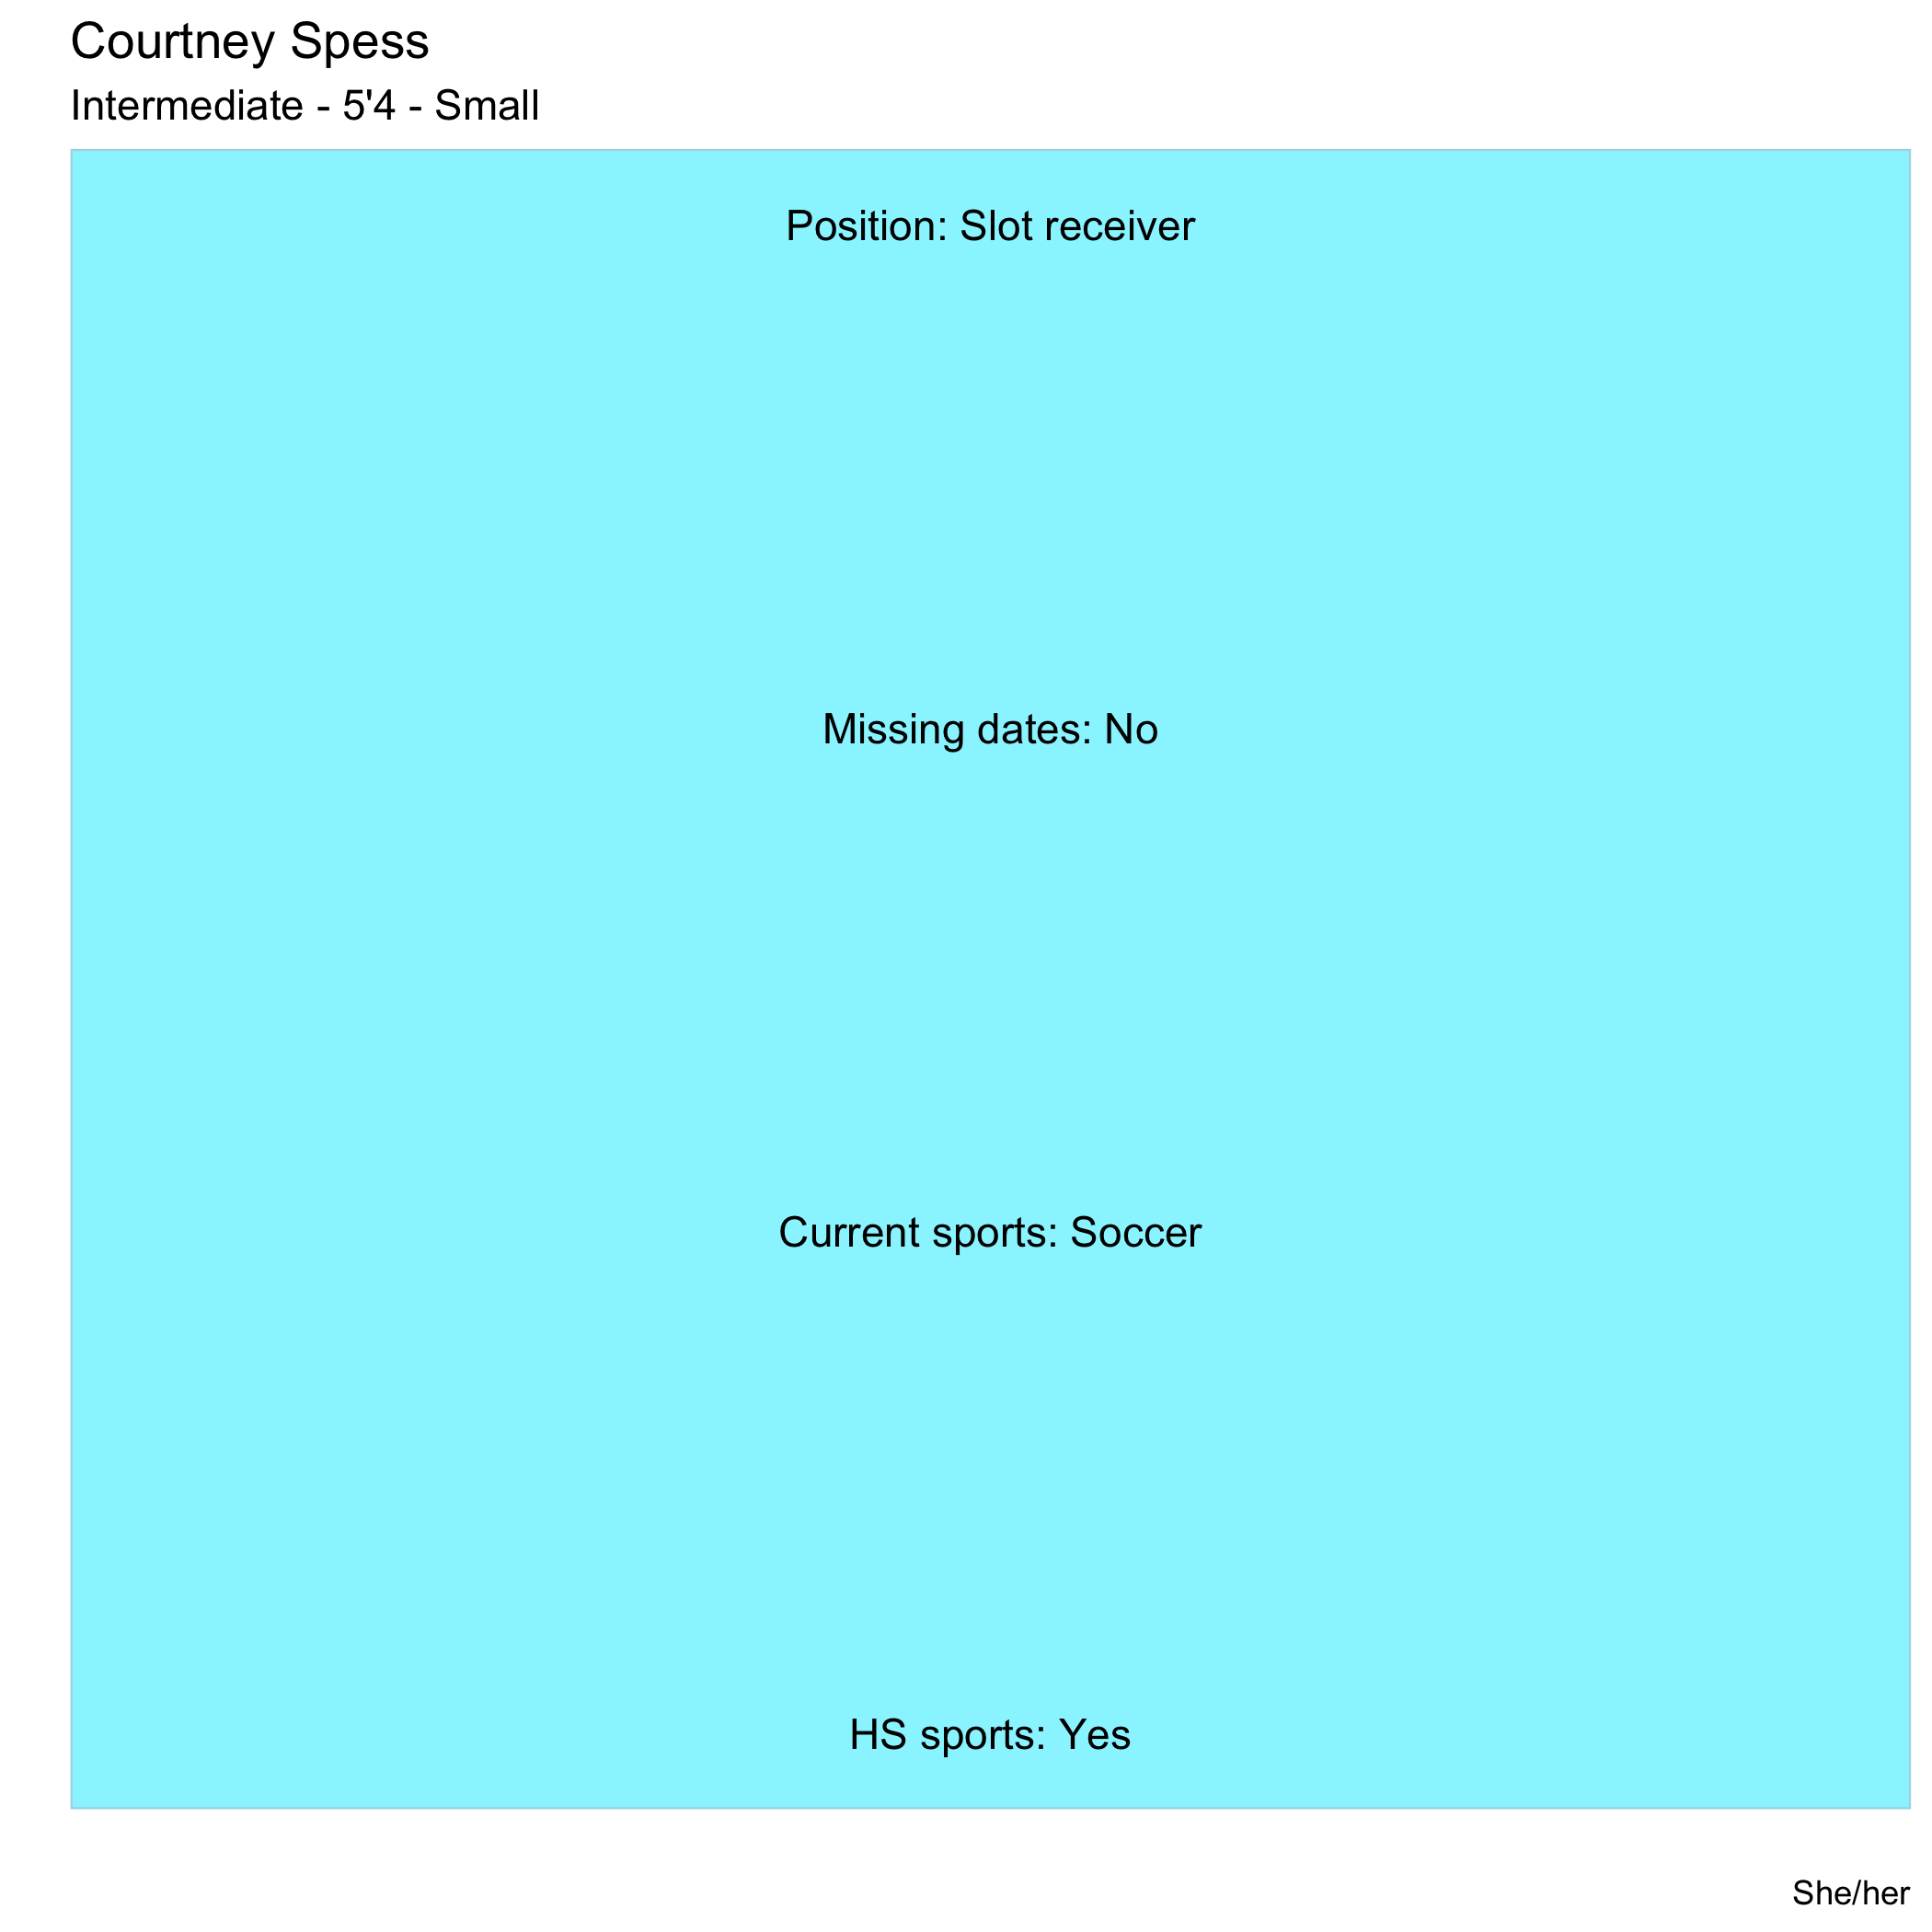 Courtney Spess
Intermediate - 5'4 - Small
Position: Slot receiver
Missing dates: No
Current sports: Soccer
HS sports: Yes
She/her